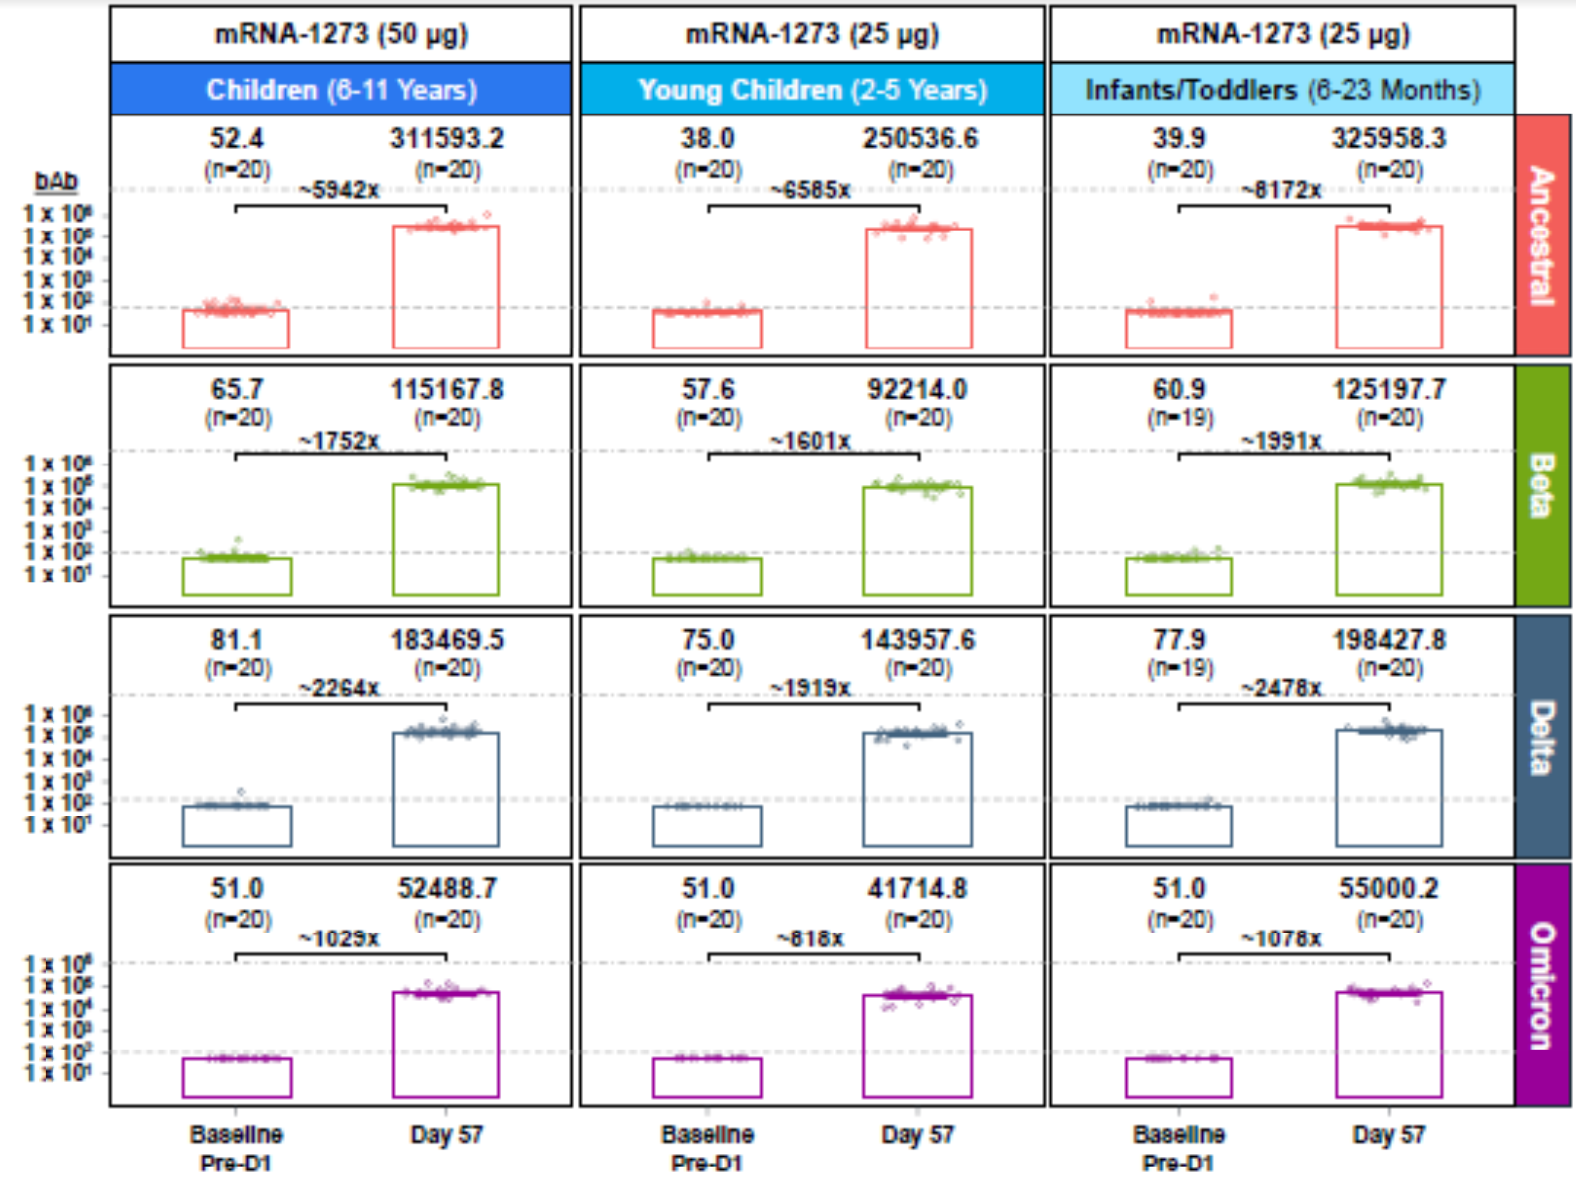 mRNA-1273 (50 µg) mRNA-1273 (25 µg) mRNA-1273 (25 µg)
Children (6-11 Years) Young Children (2-5 Years) Infants/Toddlers (6-23 Months)
52.4 311593.2 38.0 250536.6 39.9 325958.3
(n=20) (n=20) (n=20) (n=20) (n=20) (n=20)
~5942x ~6585x ~8172x
bAb
1 x 10⁶
1 x 10⁵
1 x 10⁴
1 x 10³
1 x 10²
1 x 10¹
Ancestral
65.7 115167.8 57.6 92214.0 60.9 125197.7
(n=20) (n=20) (n=20) (n=20) (n=19) (n=20)
~1752x ~1601x ~1991x
1 x 10⁶
1 x 10⁵
1 x 10⁴
1 x 10³
1 x 10²
1 x 10¹
Beta
81.1 183469.5 75.0 143957.6 77.9 198427.8
(n=20) (n=20) (n=20) (n=20) (n=19) (n=20)
~2264x ~1919x ~2478x
1 x 10⁶
1 x 10⁵
1 x 10⁴
1 x 10³
1 x 10²
1 x 10¹
Delta
51.0 52488.7 51.0 41714.8 51.0 55000.2
(n=20) (n=20) (n=20) (n=20) (n=20) (n=20)
~1029x ~818x ~1078x
1 x 10⁶
1 x 10⁵
1 x 10⁴
1 x 10³
1 x 10²
1 x 10¹
Omicron
Baseline Day 57 Baseline Day 57 Baseline Day 57
Pre-D1 Pre-D1 Pre-D1